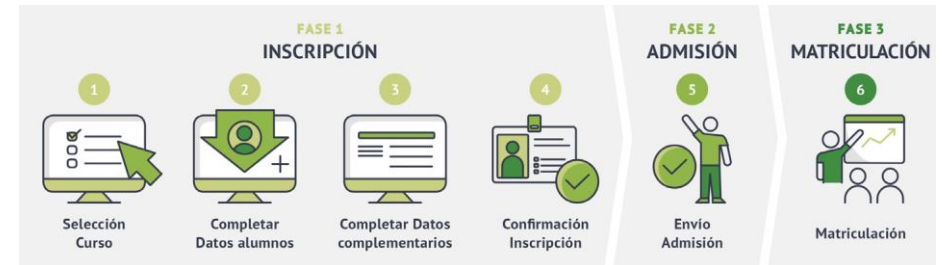 FASE 1
INSCRIPCIÓN
1
2
3
4
Selección
Curso
Completar
Datos alumnos
Completar Datos
complementarios
Confirmación
Inscripción
FASE 2
ADMISIÓN
5
Envío
Admisión
FASE 3
MATRICULACIÓN
6
Matriculación